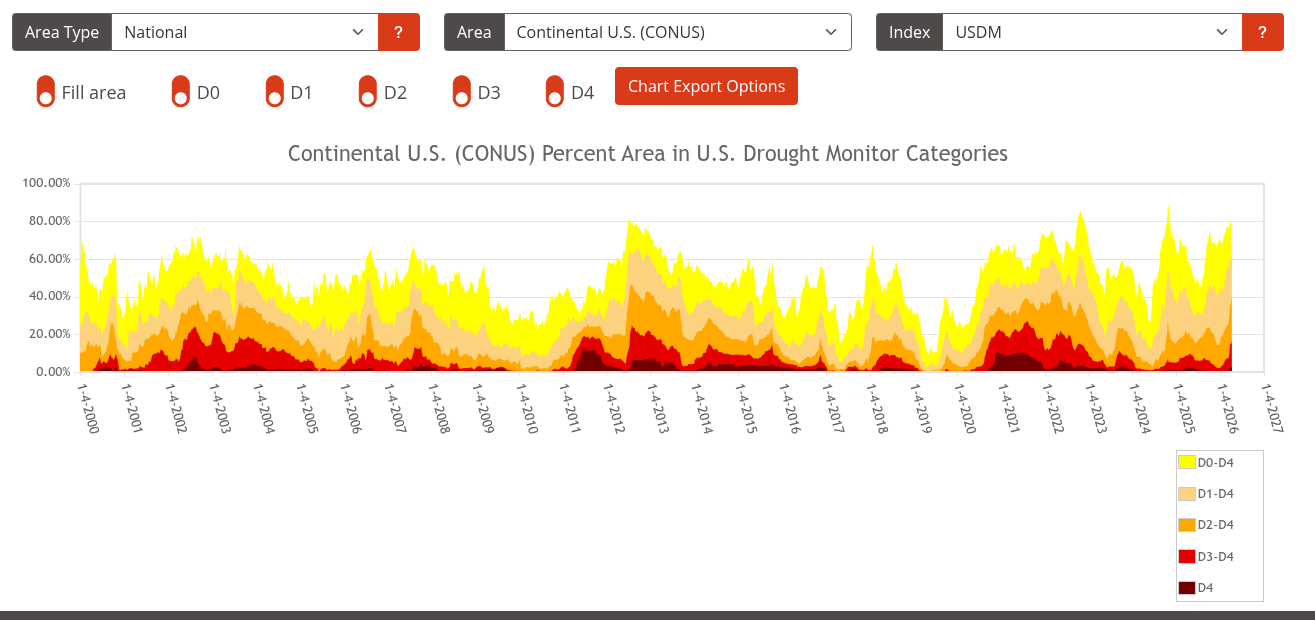 Area Type National ? Area Continental U.S. (CONUS) Index USDM ?
Fill area D0 D1 D2 D3 D4 Chart Export Options
Continental U.S. (CONUS) Percent Area in U.S. Drought Monitor Categories
100.00%
80.00%
60.00%
40.00%
20.00%
0.00%
1-4-2000 1-4-2001 1-4-2002 1-4-2003 1-4-2004 1-4-2005 1-4-2006 1-4-2007 1-4-2008 1-4-2009 1-4-2010 1-4-2011 1-4-2012 1-4-2013 1-4-2014 1-4-2015 1-4-2016 1-4-2017 1-4-2018 1-4-2019 1-4-2020 1-4-2021 1-4-2022 1-4-2023 1-4-2024 1-4-2025 1-4-2026 1-4-2027
D0-D4
D1-D4
D2-D4
D3-D4
D4